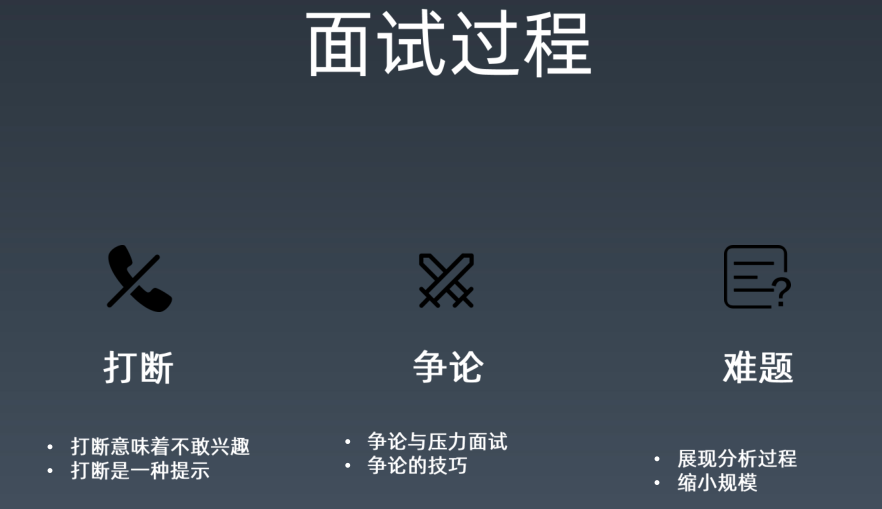 面试过程
打断
• 打断意味着不敢兴趣
• 打断是一种提示
争论
• 争论与压力面试
• 争论的技巧
难题
• 展现分析过程
• 缩小规模